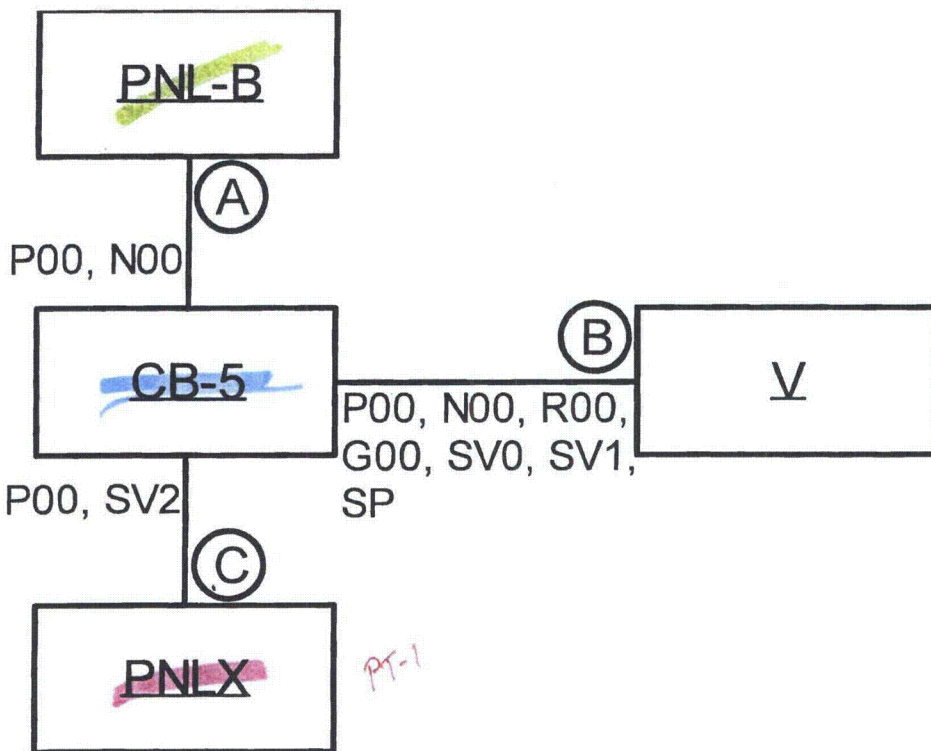 PNL-B
A
P00, N00
CB-5
B
V
P00, N00, R00,
G00, SV0, SV1,
SP
P00, SV2
C
PNLX
PT-1